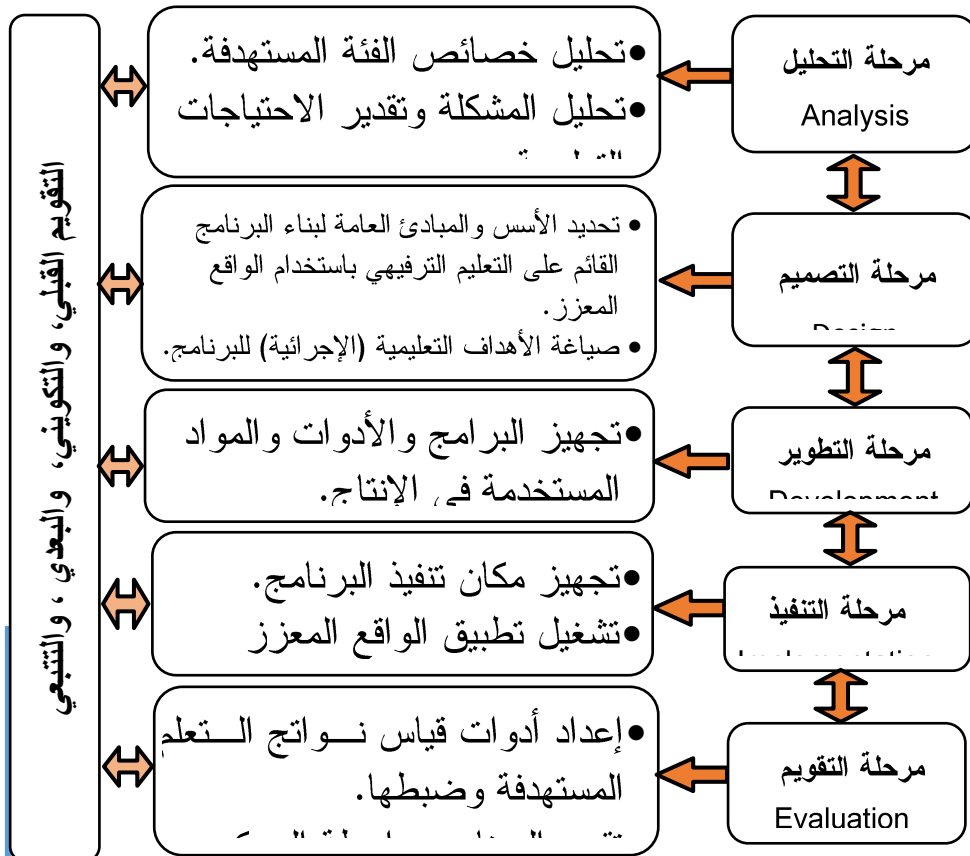 مرحلة التحليل
Analysis
•تحليل خصائص الفئة المستهدفة.
•تحليل المشكلة وتقدير الاحتياجات
مرحلة التصميم
• تحديد الأسس والمبادئ العامة لبناء البرنامج
القائم على التعليم الترفيهي باستخدام الواقع
المعزز.
• صياغة الأهداف التعليمية (الإجرائية) للبرنامج.
مرحلة التطوير
Development
•تجهيز البرامج والأدوات والمواد
المستخدمة في الإنتاج.
مرحلة التنفيذ
•تجهيز مكان تنفيذ البرنامج.
•تشغيل تطبيق الواقع المعزز
مرحلة التقويم
Evaluation
•إعداد أدوات قياس نـــواتج الـــتعلم
المستهدفة وضبطها.
التقويم القبلي، والتكويني، والبعدي ، والتتبعي